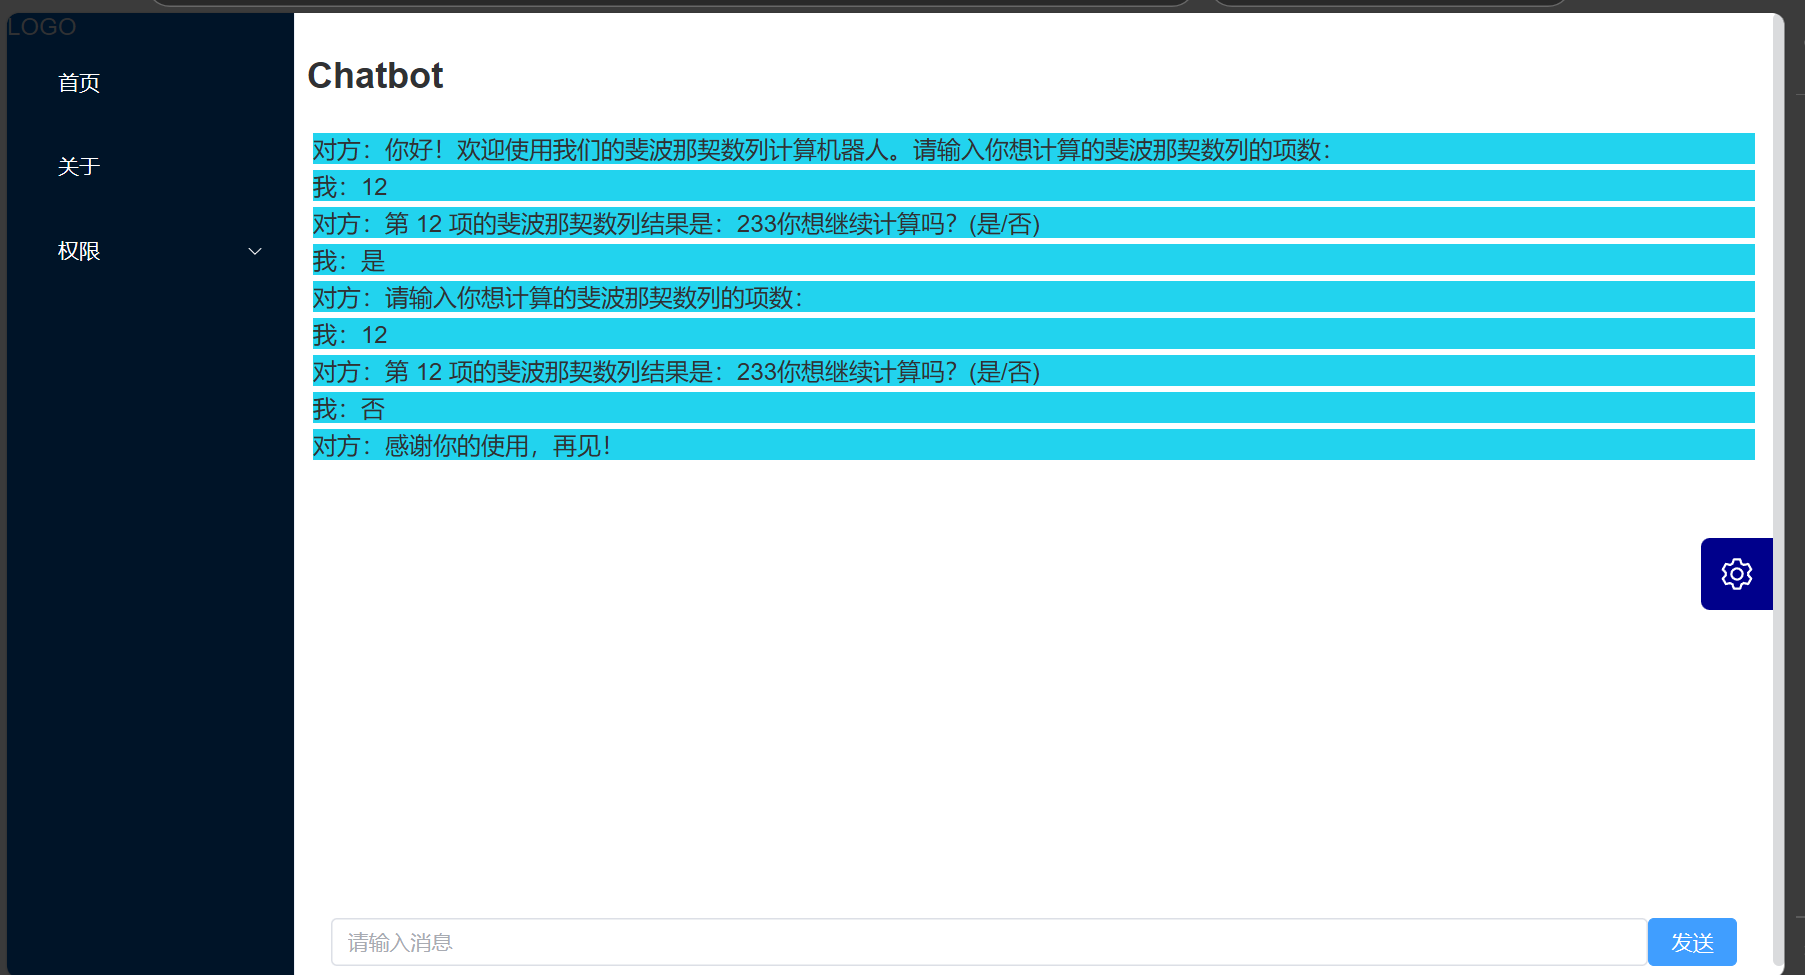 LOGO
首页
关于
权限
Chatbot
对方：你好！欢迎使用我们的斐波那契数列计算机器人。请输入你想计算的斐波那契数列的项数：
我：12
对方：第 12 项的斐波那契数列结果是：233你想继续计算吗？(是/否)
我：是
对方：请输入你想计算的斐波那契数列的项数：
我：12
对方：第 12 项的斐波那契数列结果是：233你想继续计算吗？(是/否)
我：否
对方：感谢你的使用，再见！
请输入消息
发送